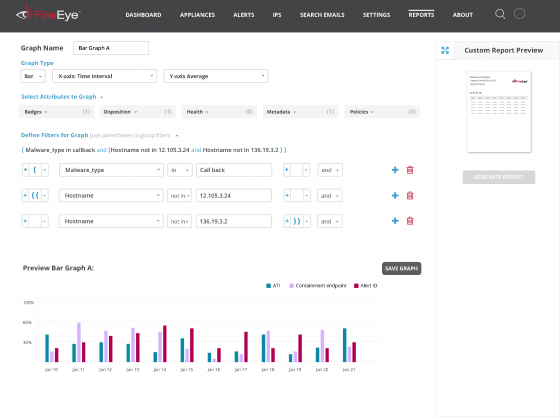 FireEye
DASHBOARD APPLIANCES ALERTS IPS SEARCH EMAILS SETTINGS REPORTS ABOUT
Graph Name Bar Graph A
Graph Type
Bar X-axis: Time Interval Y-axis Average
Select Attributes to Graph
Badges (1) Disposition (1) Health (0) Metadata (1) Policies (0)
Define Filters for Graph (use parentheses to group filters
( Malware_type in callback and (Hostname not in 12.105.3.24 and Hostname not in 136.19.3.2 ) )
+ ( - Malware_type in Call back + - and
+ ( ( - Hostname not in 12.105.3.24 + - and
+ - Hostname not in 136.19.3.2 + ) ) - and
Preview Bar Graph A:
SAVE GRAPH
ATI Containment endpoint Alert ID
100%
60%
40%
Jan 10 Jan 11 Jan 12 Jan 13 Jan 14 Jan 15 Jan 16 Jan 17 Jan 18 Jan 19 Jan 20 Jan 21
Custom Report Preview
GENERATE REPORT